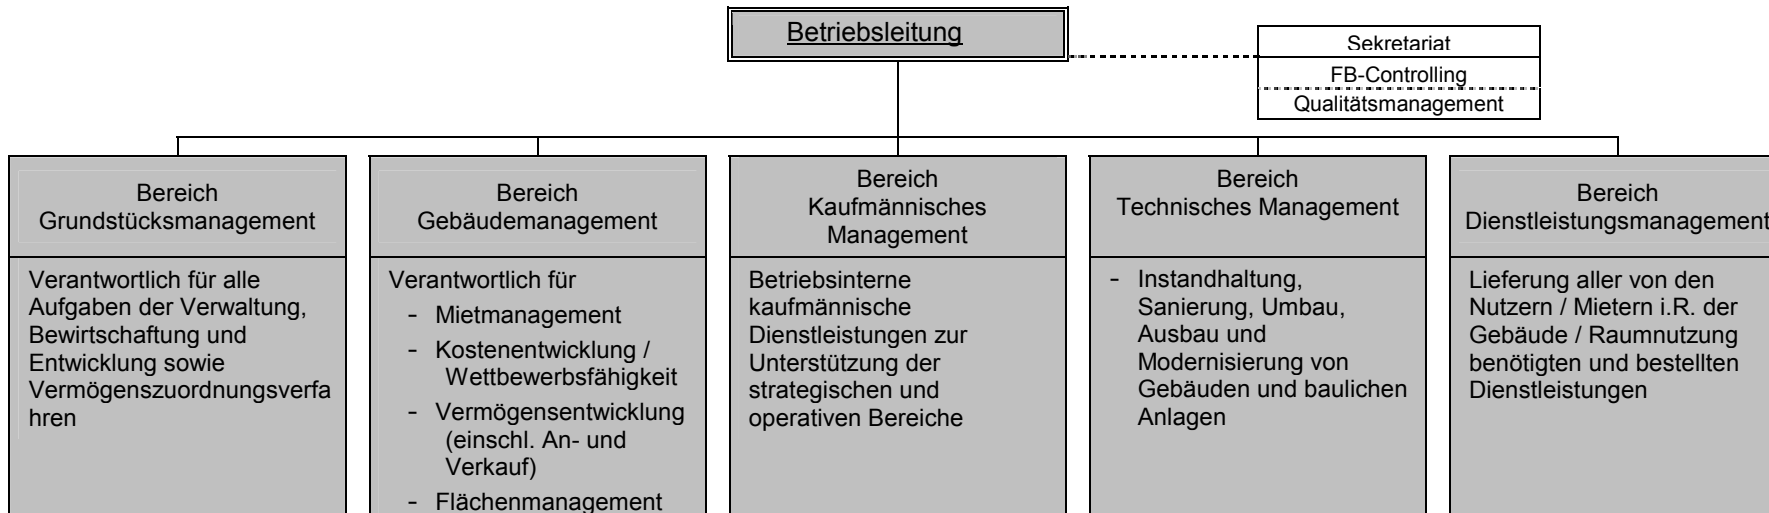 Betriebsleitung
Sekretariat
FB-Controlling
Qualitätsmanagement
Bereich
Grundstücksmanagement
Verantwortlich für alle
Aufgaben der Verwaltung,
Bewirtschaftung und
Entwicklung sowie
Vermögenszuordnungsverfa
hren
Bereich
Gebäudemanagement
Verantwortlich für
- Mietmanagement
- Kostenentwicklung /
Wettbewerbsfähigkeit
- Vermögensentwicklung
(einschl. An- und
Verkauf)
- Flächenmanagement
Bereich
Kaufmännisches
Management
Betriebsinterne
kaufmännische
Dienstleistungen zur
Unterstützung der
strategischen und
operativen Bereiche
Bereich
Technisches Management
- Instandhaltung,
Sanierung, Umbau,
Ausbau und
Modernisierung von
Gebäuden und baulichen
Anlagen
Bereich
Dienstleistungsmanagement
Lieferung aller von den
Nutzern / Mietern i.R. der
Gebäude / Raumnutzung
benötigten und bestellten
Dienstleistungen